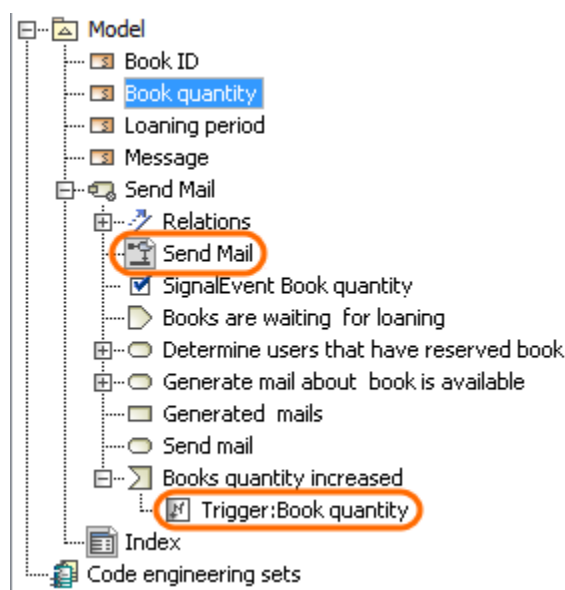 Model
Book ID
Book quantity
Loaning period
Message
Send Mail
Relations
Send Mail
SignalEvent Book quantity
Books are waiting for loaning
Determine users that have reserved book
Generate mail about book is available
Generated mails
Send mail
Books quantity increased
Trigger:Book quantity
Index
Code engineering sets